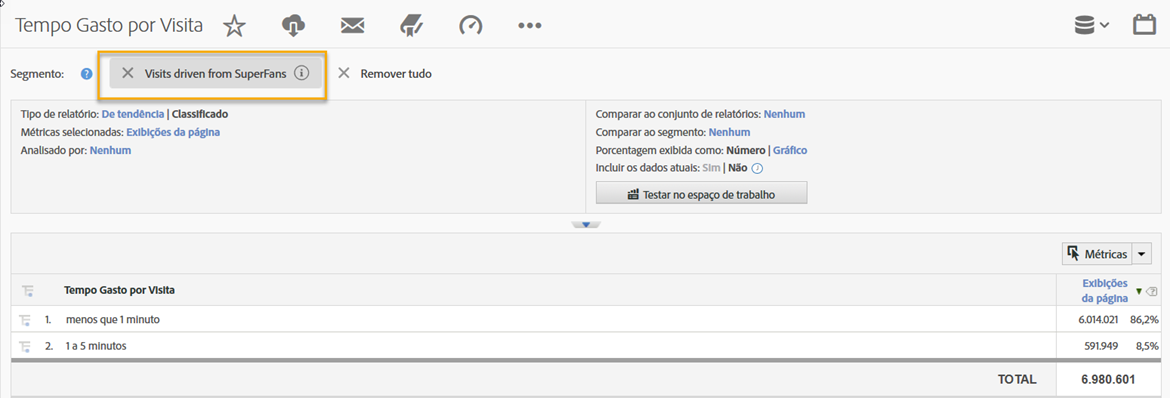 Tempo Gasto por Visita
Segmento: ? Visits driven from SuperFans i Remover tudo
Tipo de relatório: De tendência | Classificado
Métricas selecionadas: Exibições da página
Analisado por: Nenhum
Comparar ao conjunto de relatórios: Nenhum
Comparar ao segmento: Nenhum
Porcentagem exibida como: Número | Gráfico
Incluir os dados atuais: Sim | Não i
Testar no espaço de trabalho
Métricas
Tempo Gasto por Visita
Exibições
da página ?
1. menos que 1 minuto 6.014.021 86,2%
2. 1 a 5 minutos 591.949 8,5%
TOTAL 6.980.601